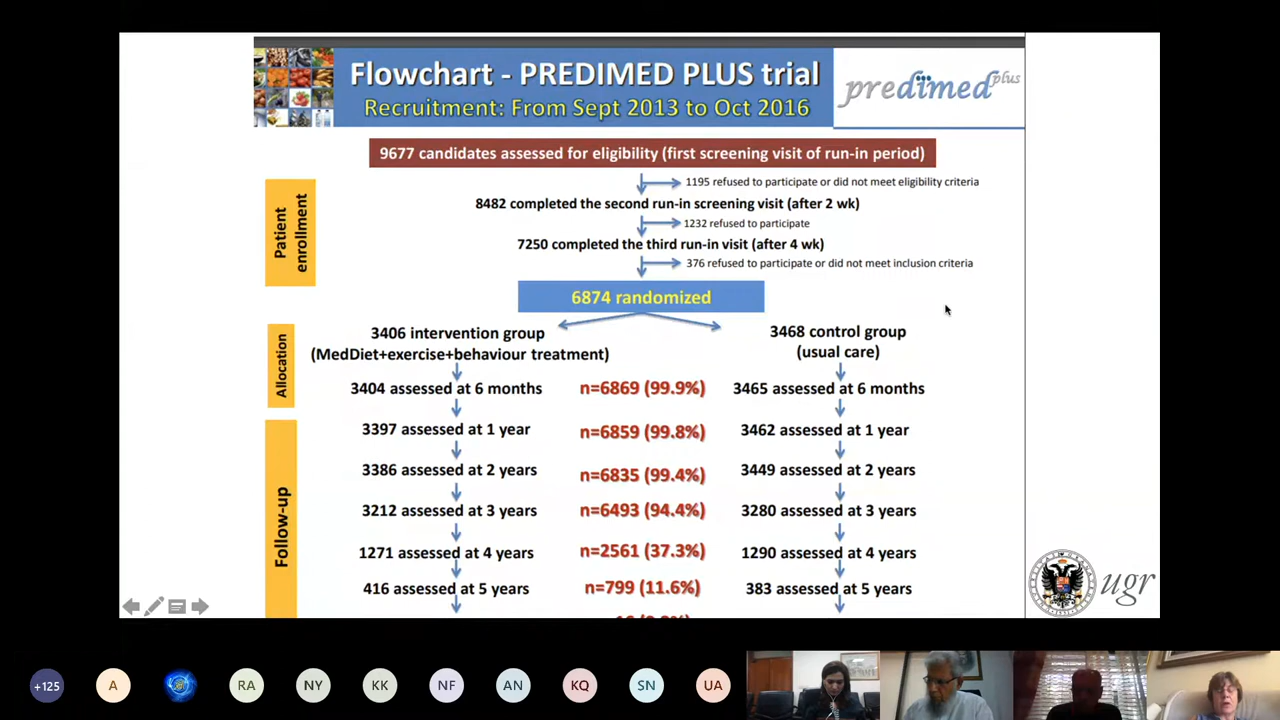 Flowchart - PREDIMED PLUS trial
Recruitment: From Sept 2013 to Oct 2016
predimed plus
9677 candidates assessed for eligibility (first screening visit of run-in period)
1195 refused to participate or did not meet eligibility criteria
Patient enrollment
8482 completed the second run-in screening visit (after 2 wk)
1232 refused to participate
7250 completed the third run-in visit (after 4 wk)
376 refused to participate or did not meet inclusion criteria
6874 randomized
Allocation
3406 intervention group
(MedDiet+exercise+behaviour treatment)
3468 control group
(usual care)
3404 assessed at 6 months
n=6869 (99.9%)
3465 assessed at 6 months
Follow-up
3397 assessed at 1 year
n=6859 (99.8%)
3462 assessed at 1 year
3386 assessed at 2 years
n=6835 (99.4%)
3449 assessed at 2 years
3212 assessed at 3 years
n=6493 (94.4%)
3280 assessed at 3 years
1271 assessed at 4 years
n=2561 (37.3%)
1290 assessed at 4 years
416 assessed at 5 years
n=799 (11.6%)
383 assessed at 5 years
ugr
+125
A
RA
NY
KK
NF
AN
KQ
SN
UA